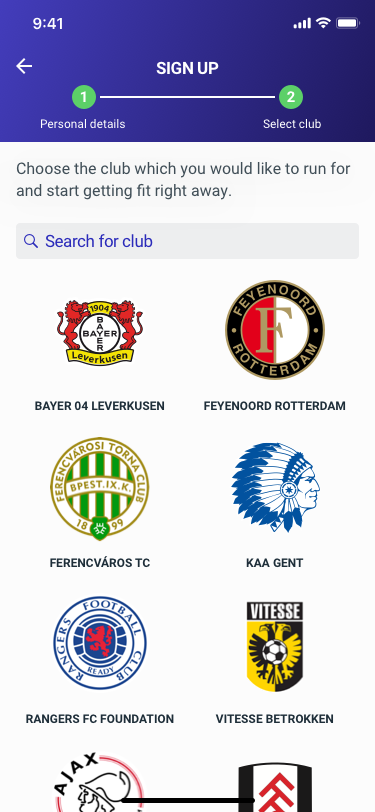 9:41
SIGN UP
1
2
Personal details
Select club
Choose the club which you would like to run for
and start getting fit right away.
Search for club
1904
BAYER
BAYER
Leverkusen
FEYENOORD
F
ROTTERDAM
BAYER 04 LEVERKUSEN
FEYENOORD ROTTERDAM
FERENCVÁROSI TORNA CLUB
BPEST.IX.K.
18 99
FERENCVÁROS TC
KAA GENT
RANGERS FOOTBALL CLUB
READY
VITESSE
RANGERS FC FOUNDATION
VITESSE BETROKKEN
AJAX